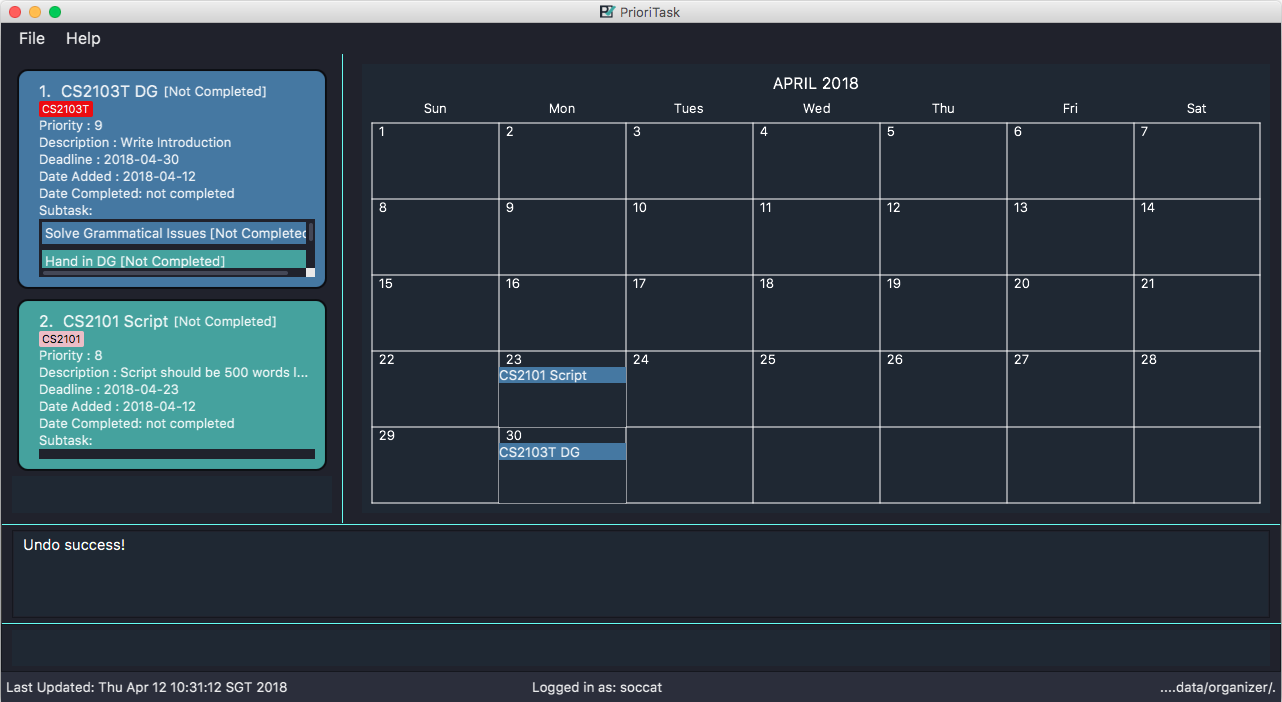 PrioriTask
File Help
1. CS2103T DG [Not Completed]
CS2103T
Priority : 9
Description : Write Introduction
Deadline : 2018-04-30
Date Added : 2018-04-12
Date Completed: not completed
Subtask:
Solve Grammatical Issues [Not Completed
Hand in DG [Not Completed]
2. CS2101 Script [Not Completed]
CS2101
Priority : 8
Description : Script should be 500 words l...
Deadline : 2018-04-23
Date Added : 2018-04-12
Date Completed: not completed
Subtask:
APRIL 2018
Sun Mon Tues Wed Thu Fri Sat
1 2 3 4 5 6 7
8 9 10 11 12 13 14
15 16 17 18 19 20 21
22 23 24 25 26 27 28
CS2101 Script
29 30
CS2103T DG
Undo success!
Last Updated: Thu Apr 12 10:31:12 SGT 2018 Logged in as: soccat ....data/organizer/.